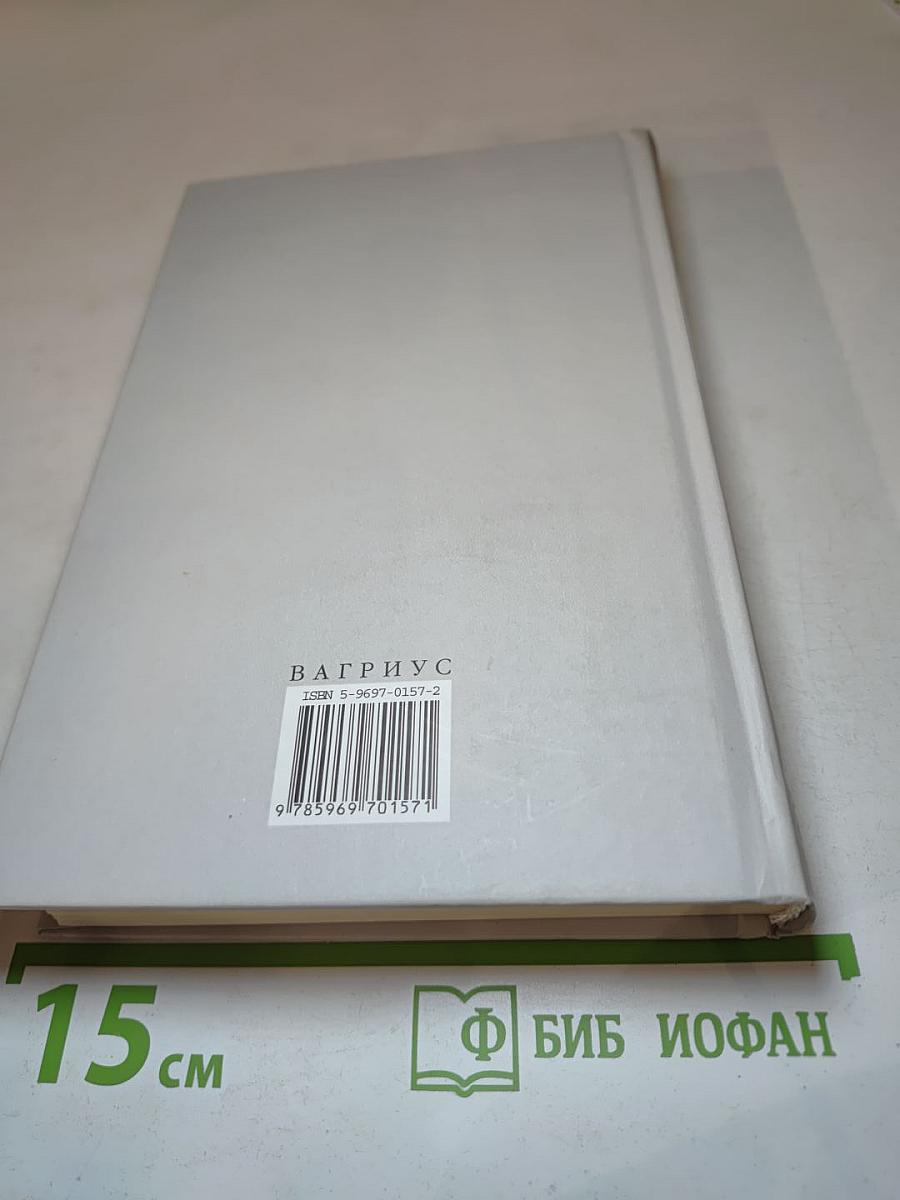 ВАГРИУС
ISBN 5-9697-0157-2
9 785969 701571
15 см
Ф БИБ ИОФАН